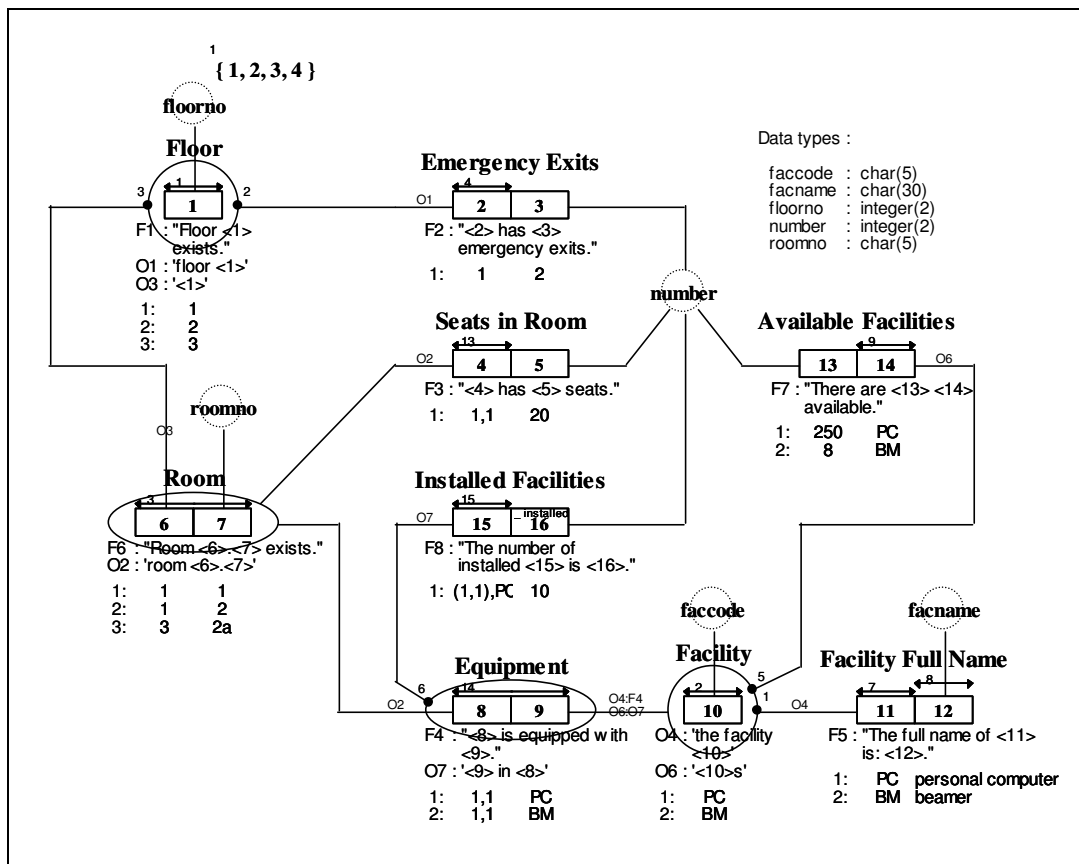 1
{ 1, 2, 3, 4 }
floorno
Floor
1
3
2
1
F1 : "Floor <1>
exists."
O1 : 'floor <1>'
O3 : '<1>'
1: 1
2: 2
3: 3
Emergency Exits
O1
4
2 3
F2 : "<2> has <3>
emergency exits."
1: 1 2
Data types :
faccode : char(5)
facname : char(30)
floorno : integer(2)
number : integer(2)
roomno : char(5)
number
Seats in Room
O2
13
4 5
F3 : "<4> has <5> seats."
1: 1,1 20
Available Facilities
9
O6
13 14
F7 : "There are <13> <14>
available."
1: 250 PC
2: 8 BM
roomno
O3
Room
3
6 7
F6 : "Room <6>.<7> exists."
O2 : 'room <6>.<7>'
1: 1 1
2: 1 2
3: 3 2a
Installed Facilities
O7
15
_ installed
15 16
F8 : "The number of
installed <15> is <16>."
1: (1,1),PC 10
Equipment
O2
6
14
8 9
O4:F4
O6:O7
F4 : "<8> is equipped with
<9>."
O7 : '<9> in <8>'
1: 1,1 PC
2: 1,1 BM
faccode
Facility
5
2
1
10
O4 : 'the facility
<10>'
O6 : '<10>s'
1: PC
2: BM
facname
Facility Full Name
7
8
O4
11 12
F5 : "The full name of <11>
is: <12>."
1: PC personal computer
2: BM beamer